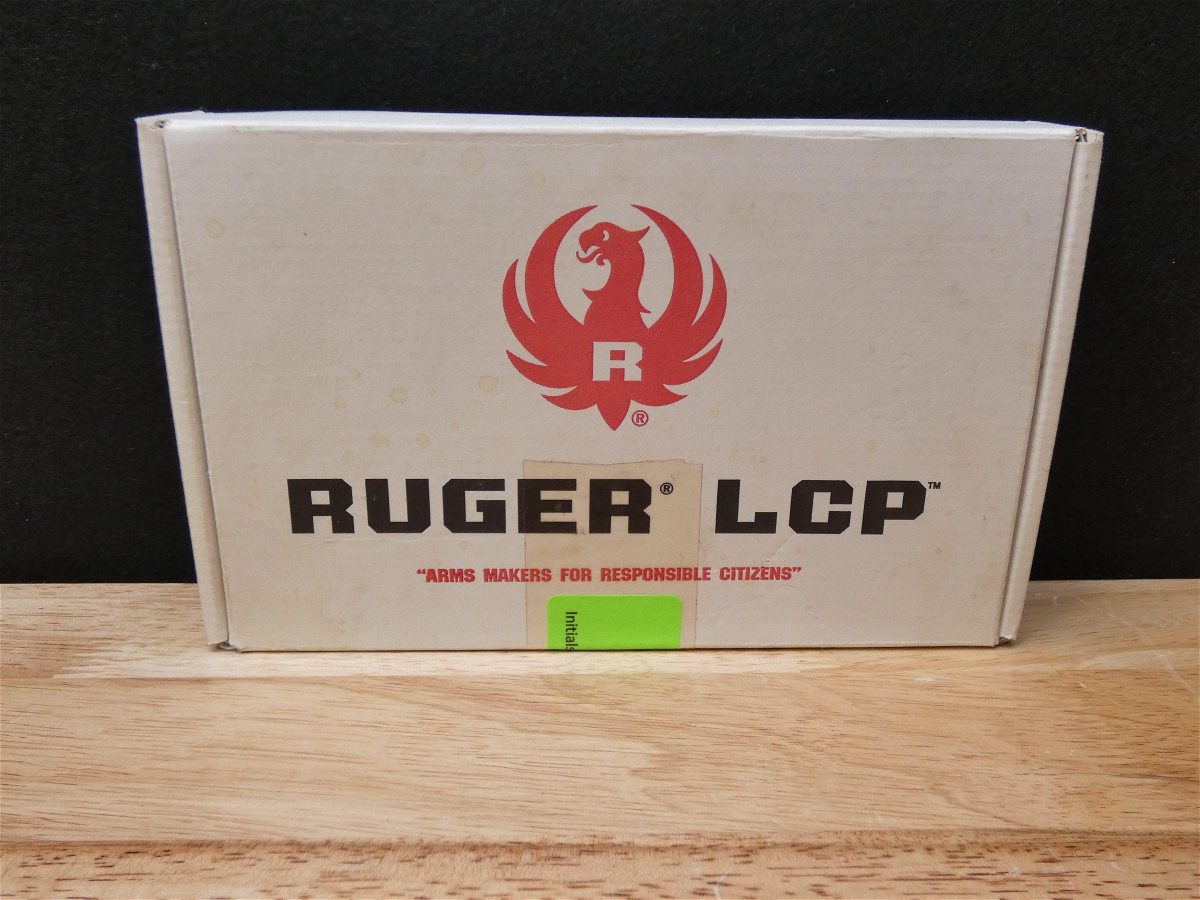 R
®
RUGER® LCP™
“ARMS MAKERS FOR RESPONSIBLE CITIZENS”
Initials